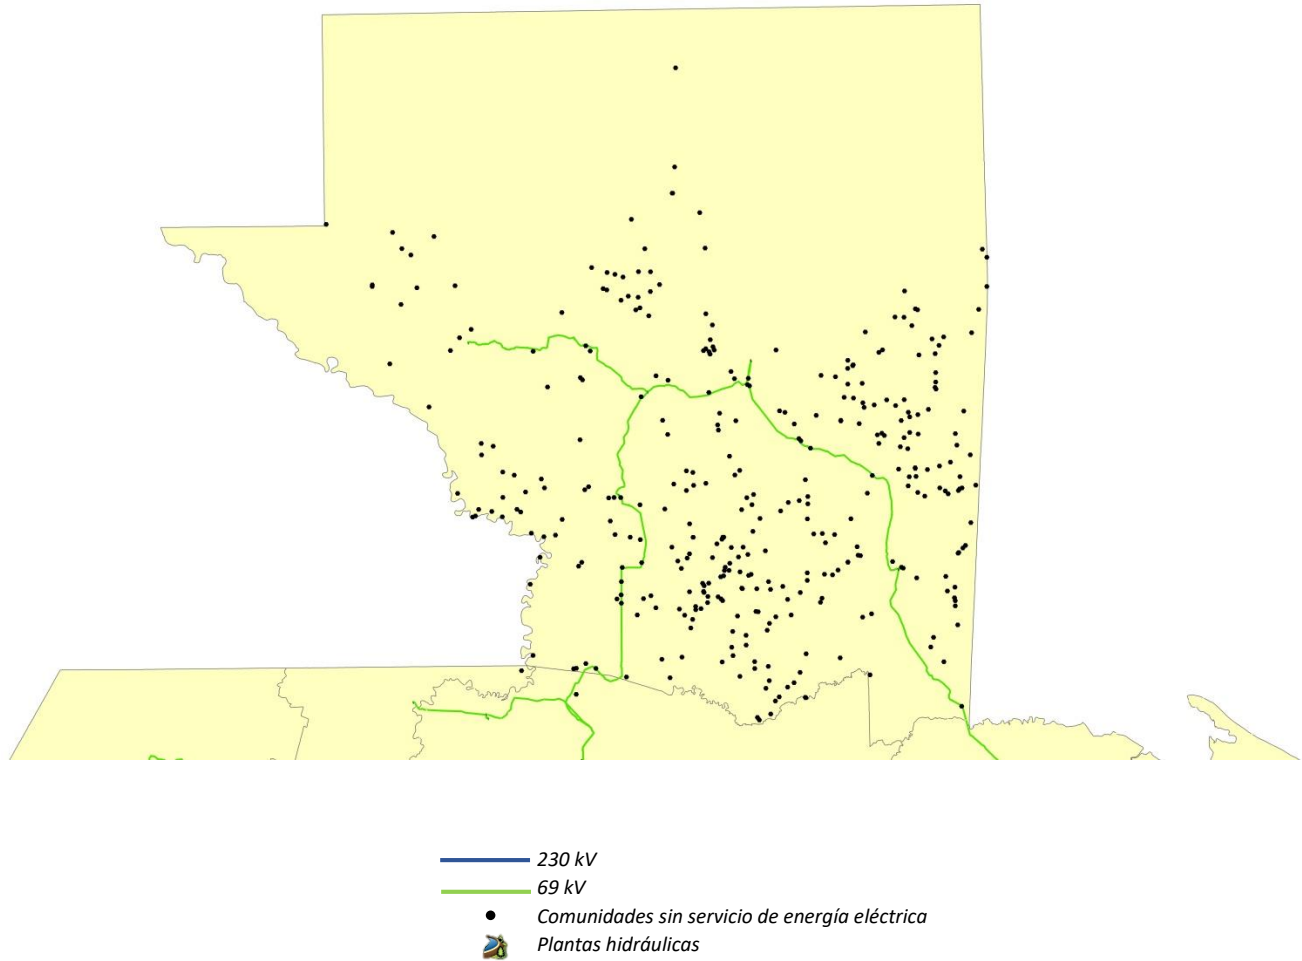 230 kV
69 kV
Comunidades sin servicio de energía eléctrica
Plantas hidráulicas